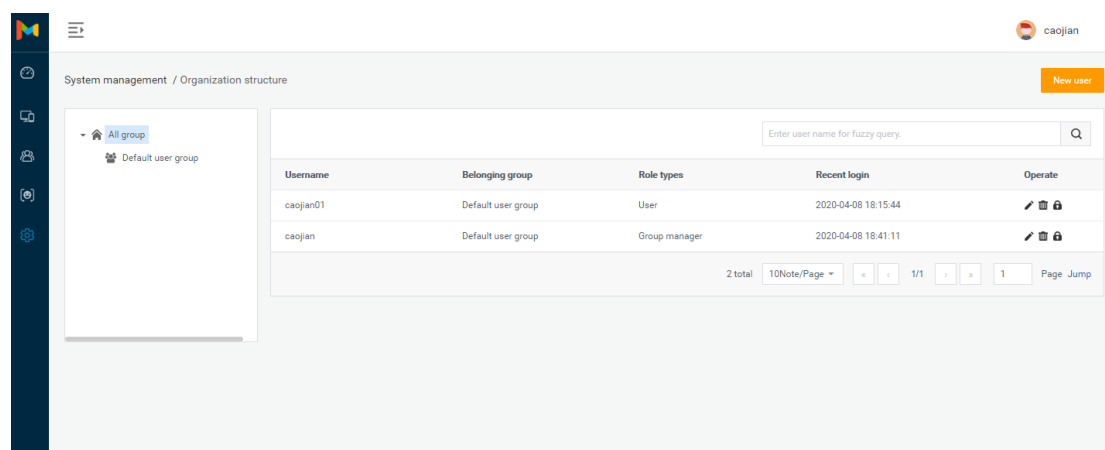 caojian
System management / Organization structure
New user
All group
Default user group
Enter user name for fuzzy query.
Username Belonging group Role types Recent login Operate
caojian01 Default user group User 2020-04-08 18:15:44
caojian Default user group Group manager 2020-04-08 18:41:11
2 total 10Note/Page « ‹ 1/1 › » 1 Page Jump